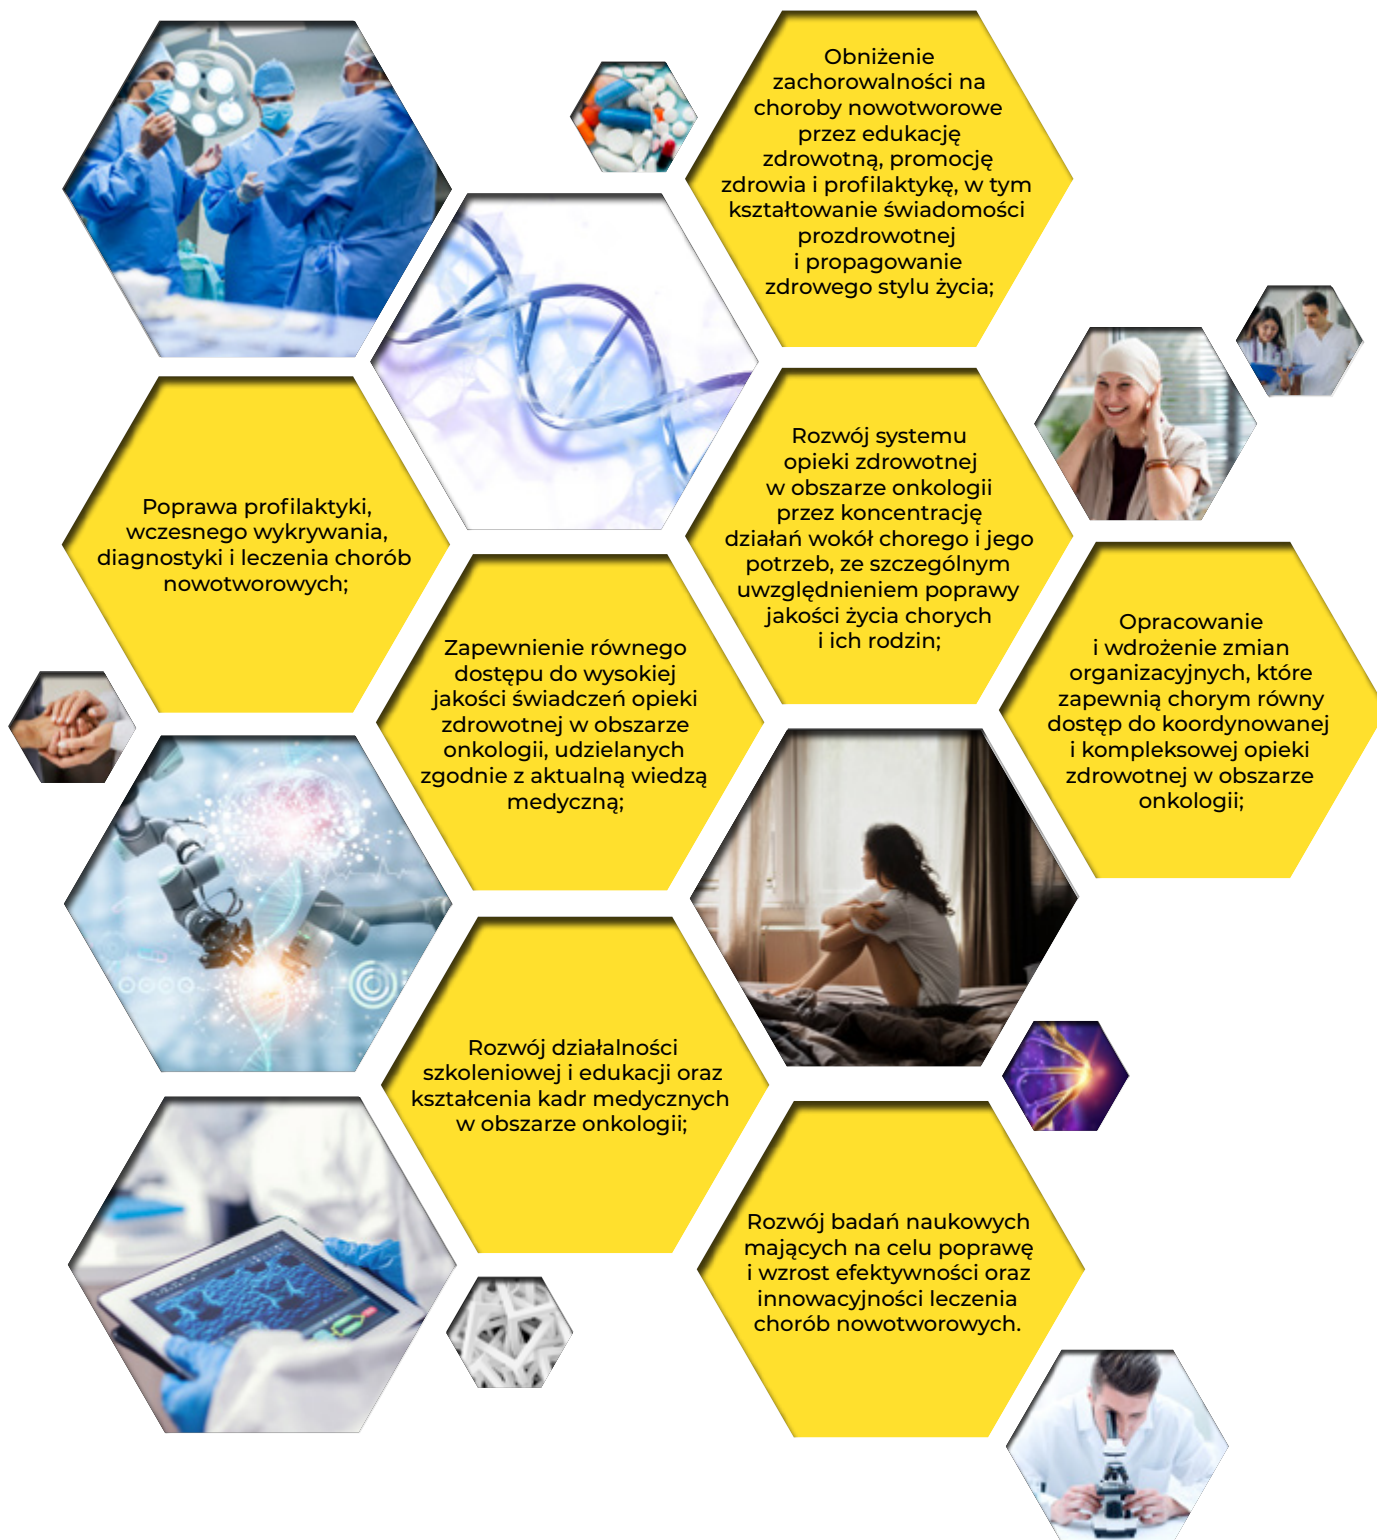 Obniżenie
zachorowalności na
choroby nowotworowe
przez edukację
zdrowotną, promocję
zdrowia i profilaktykę, w tym
kształtowanie świadomości
prozdrowotnej
i propagowanie
zdrowego stylu życia;
Poprawa profilaktyki,
wczesnego wykrywania,
diagnostyki i leczenia chorób
nowotworowych;
Rozwój systemu
opieki zdrowotnej
w obszarze onkologii
przez koncentrację
działań wokół chorego i jego
potrzeb, ze szczególnym
uwzględnieniem poprawy
jakości życia chorych
i ich rodzin;
Zapewnienie równego
dostępu do wysokiej
jakości świadczeń opieki
zdrowotnej w obszarze
onkologii, udzielanych
zgodnie z aktualną wiedzą
medyczną;
Opracowanie
i wdrożenie zmian
organizacyjnych, które
zapewnią chorym równy
dostęp do koordynowanej
i kompleksowej opieki
zdrowotnej w obszarze
onkologii;
Rozwój działalności
szkoleniowej i edukacji oraz
kształcenia kadr medycznych
w obszarze onkologii;
Rozwój badań naukowych
mających na celu poprawę
i wzrost efektywności oraz
innowacyjności leczenia
chorób nowotworowych.